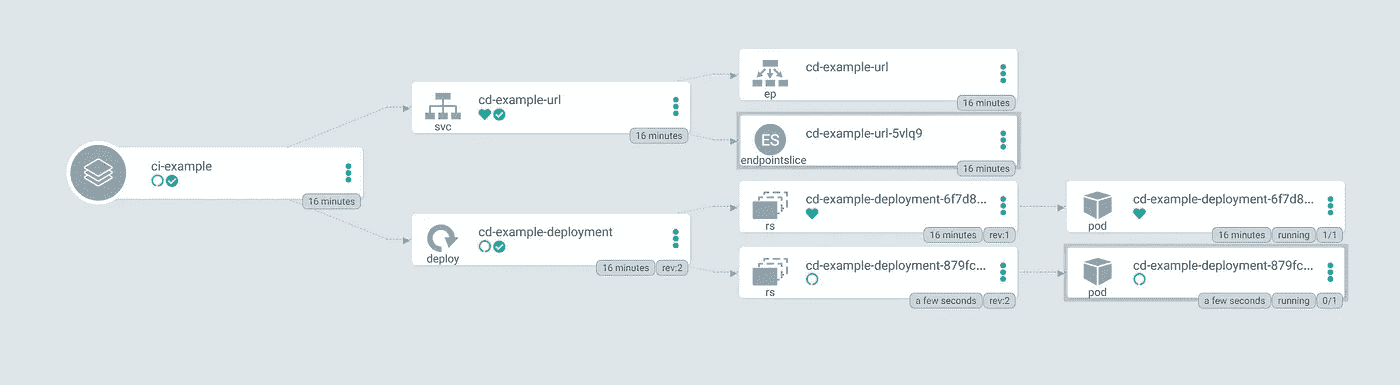 ci-example
16 minutes
svc
cd-example-url
16 minutes
deploy
cd-example-deployment
16 minutes
rev:2
ep
cd-example-url
16 minutes
ES
endpointslice
cd-example-url-5vlq9
16 minutes
rs
cd-example-deployment-6f7d8...
16 minutes
rev:1
pod
cd-example-deployment-6f7d8...
16 minutes
running
1/1
rs
cd-example-deployment-879fc...
a few seconds
rev:2
pod
cd-example-deployment-879fc...
a few seconds
running
0/1